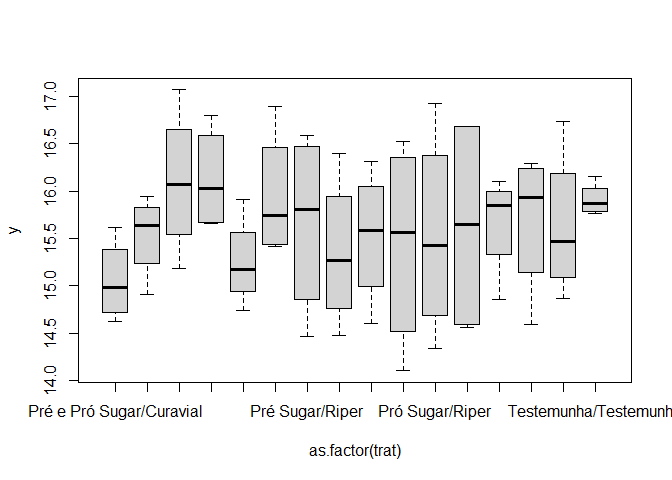 17.0
16.5
16.0
15.5
15.0
14.5
14.0
y
Pré e Pró Sugar/Curavial Pré Sugar/Riper Pró Sugar/Riper Testemunha/Testemunh
as.factor(trat)